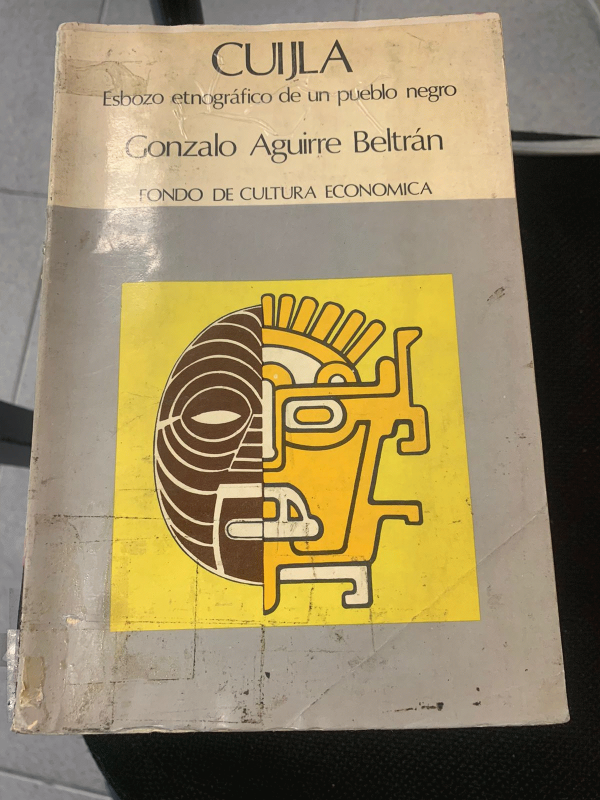 CUIJLA
Esbozo etnográfico de un pueblo negro
Gonzalo Aguirre Beltrán
FONDO DE CULTURA ECONOMICA